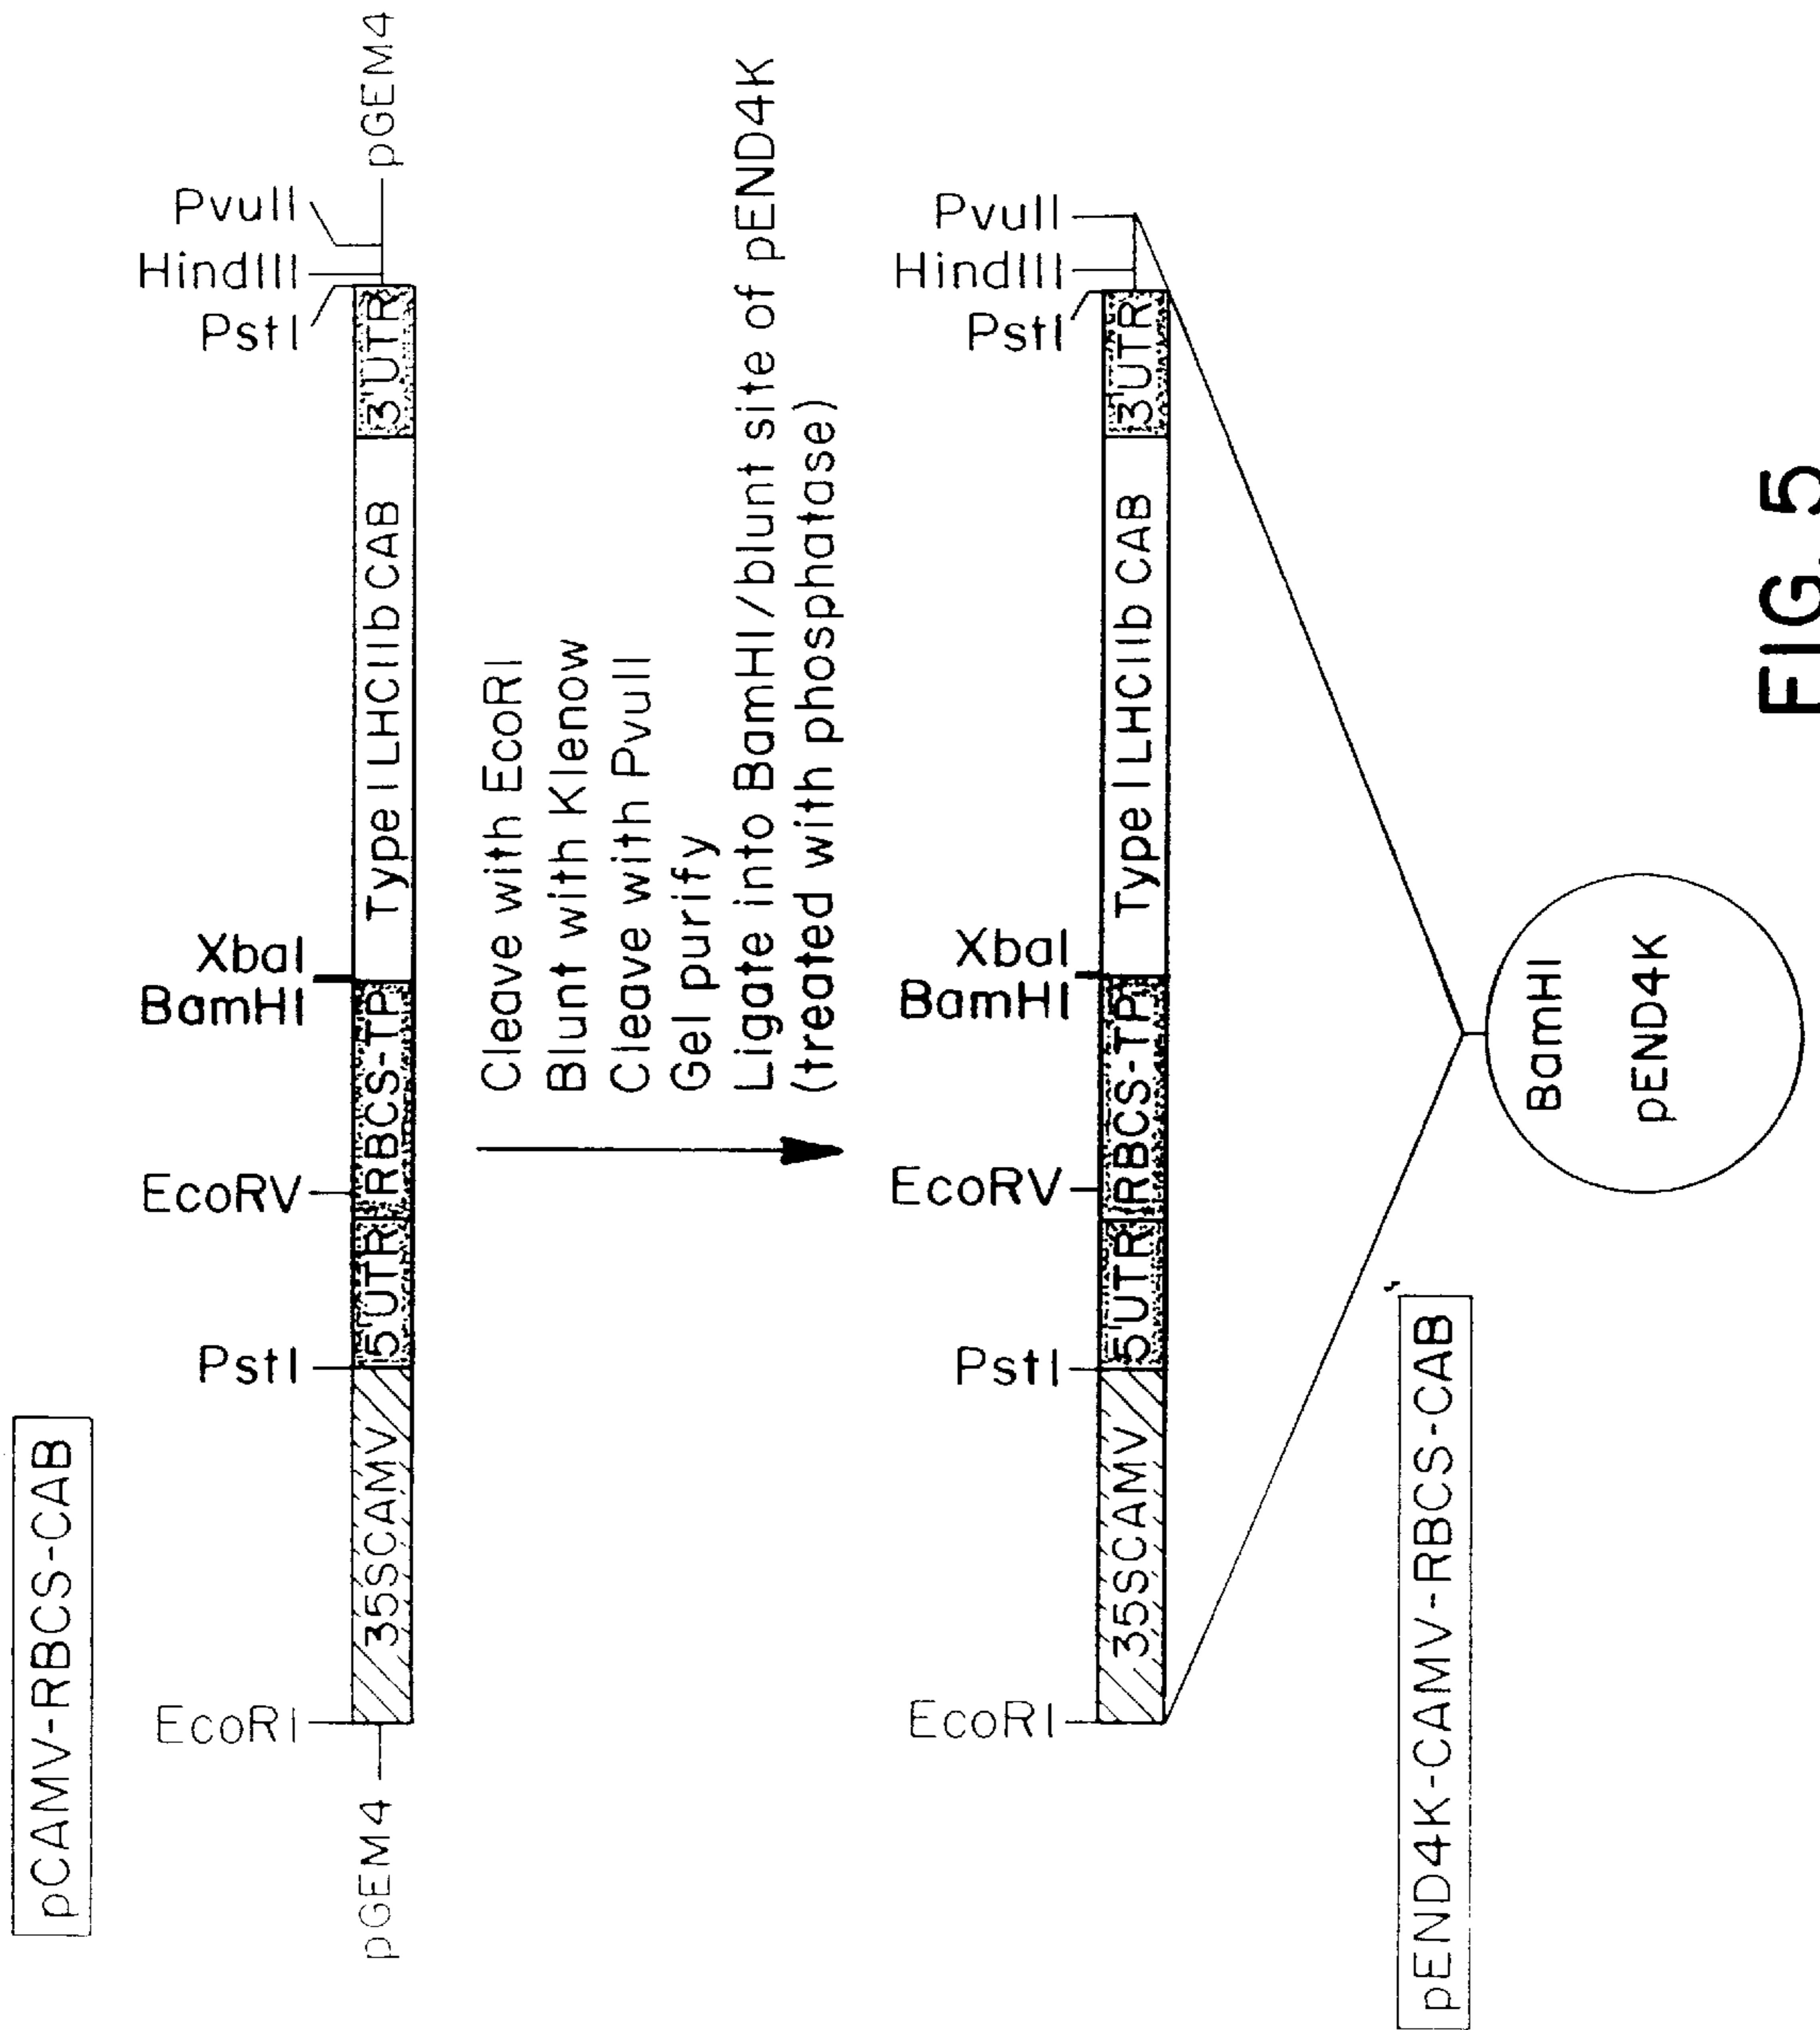 pCAMV-RBCS-CAB
EcoRI
PstI
EcoRV
BamHI
XbaI
PstI
HindIII
PvuII
pGEM4
35SCAMV
5'UTR
RBCS-TP
Type I LHCIIb CAB
3'UTR
pGEM4
Cleave with EcoRI
Blunt with Klenow
Cleave with PvuII
Gel purify
Ligate into BamHI/blunt site of pEND4K
(treated with phosphatase)
EcoRI
PstI
EcoRV
BamHI
XbaI
PstI
HindIII
PvuII
35SCAMV
5'UTR
RBCS-TP
Type I LHCIIb CAB
3'UTR
pEND4K-CAMV-RBCS-CAB
BamHI
pEND4K
FIG. 5